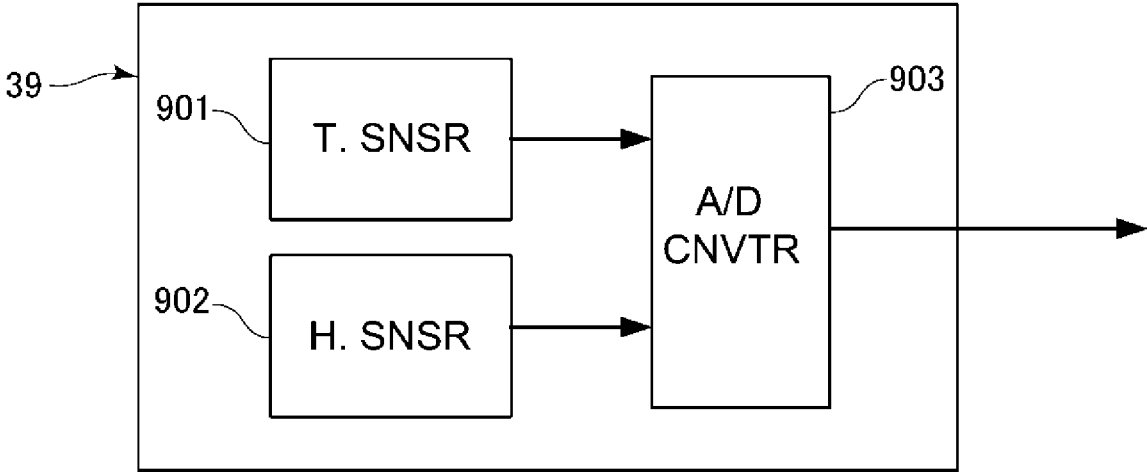 39
901
T. SNSR
903
A/D
CNVTR
902
H. SNSR